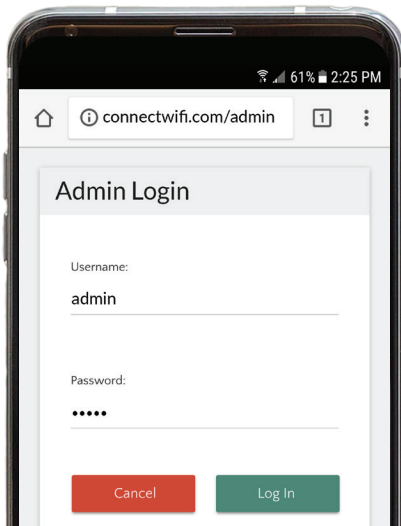 61% 2:25 PM
connectwifi.com/admin 1
Admin Login
Username:
admin
Password:
•••••
Cancel Log In